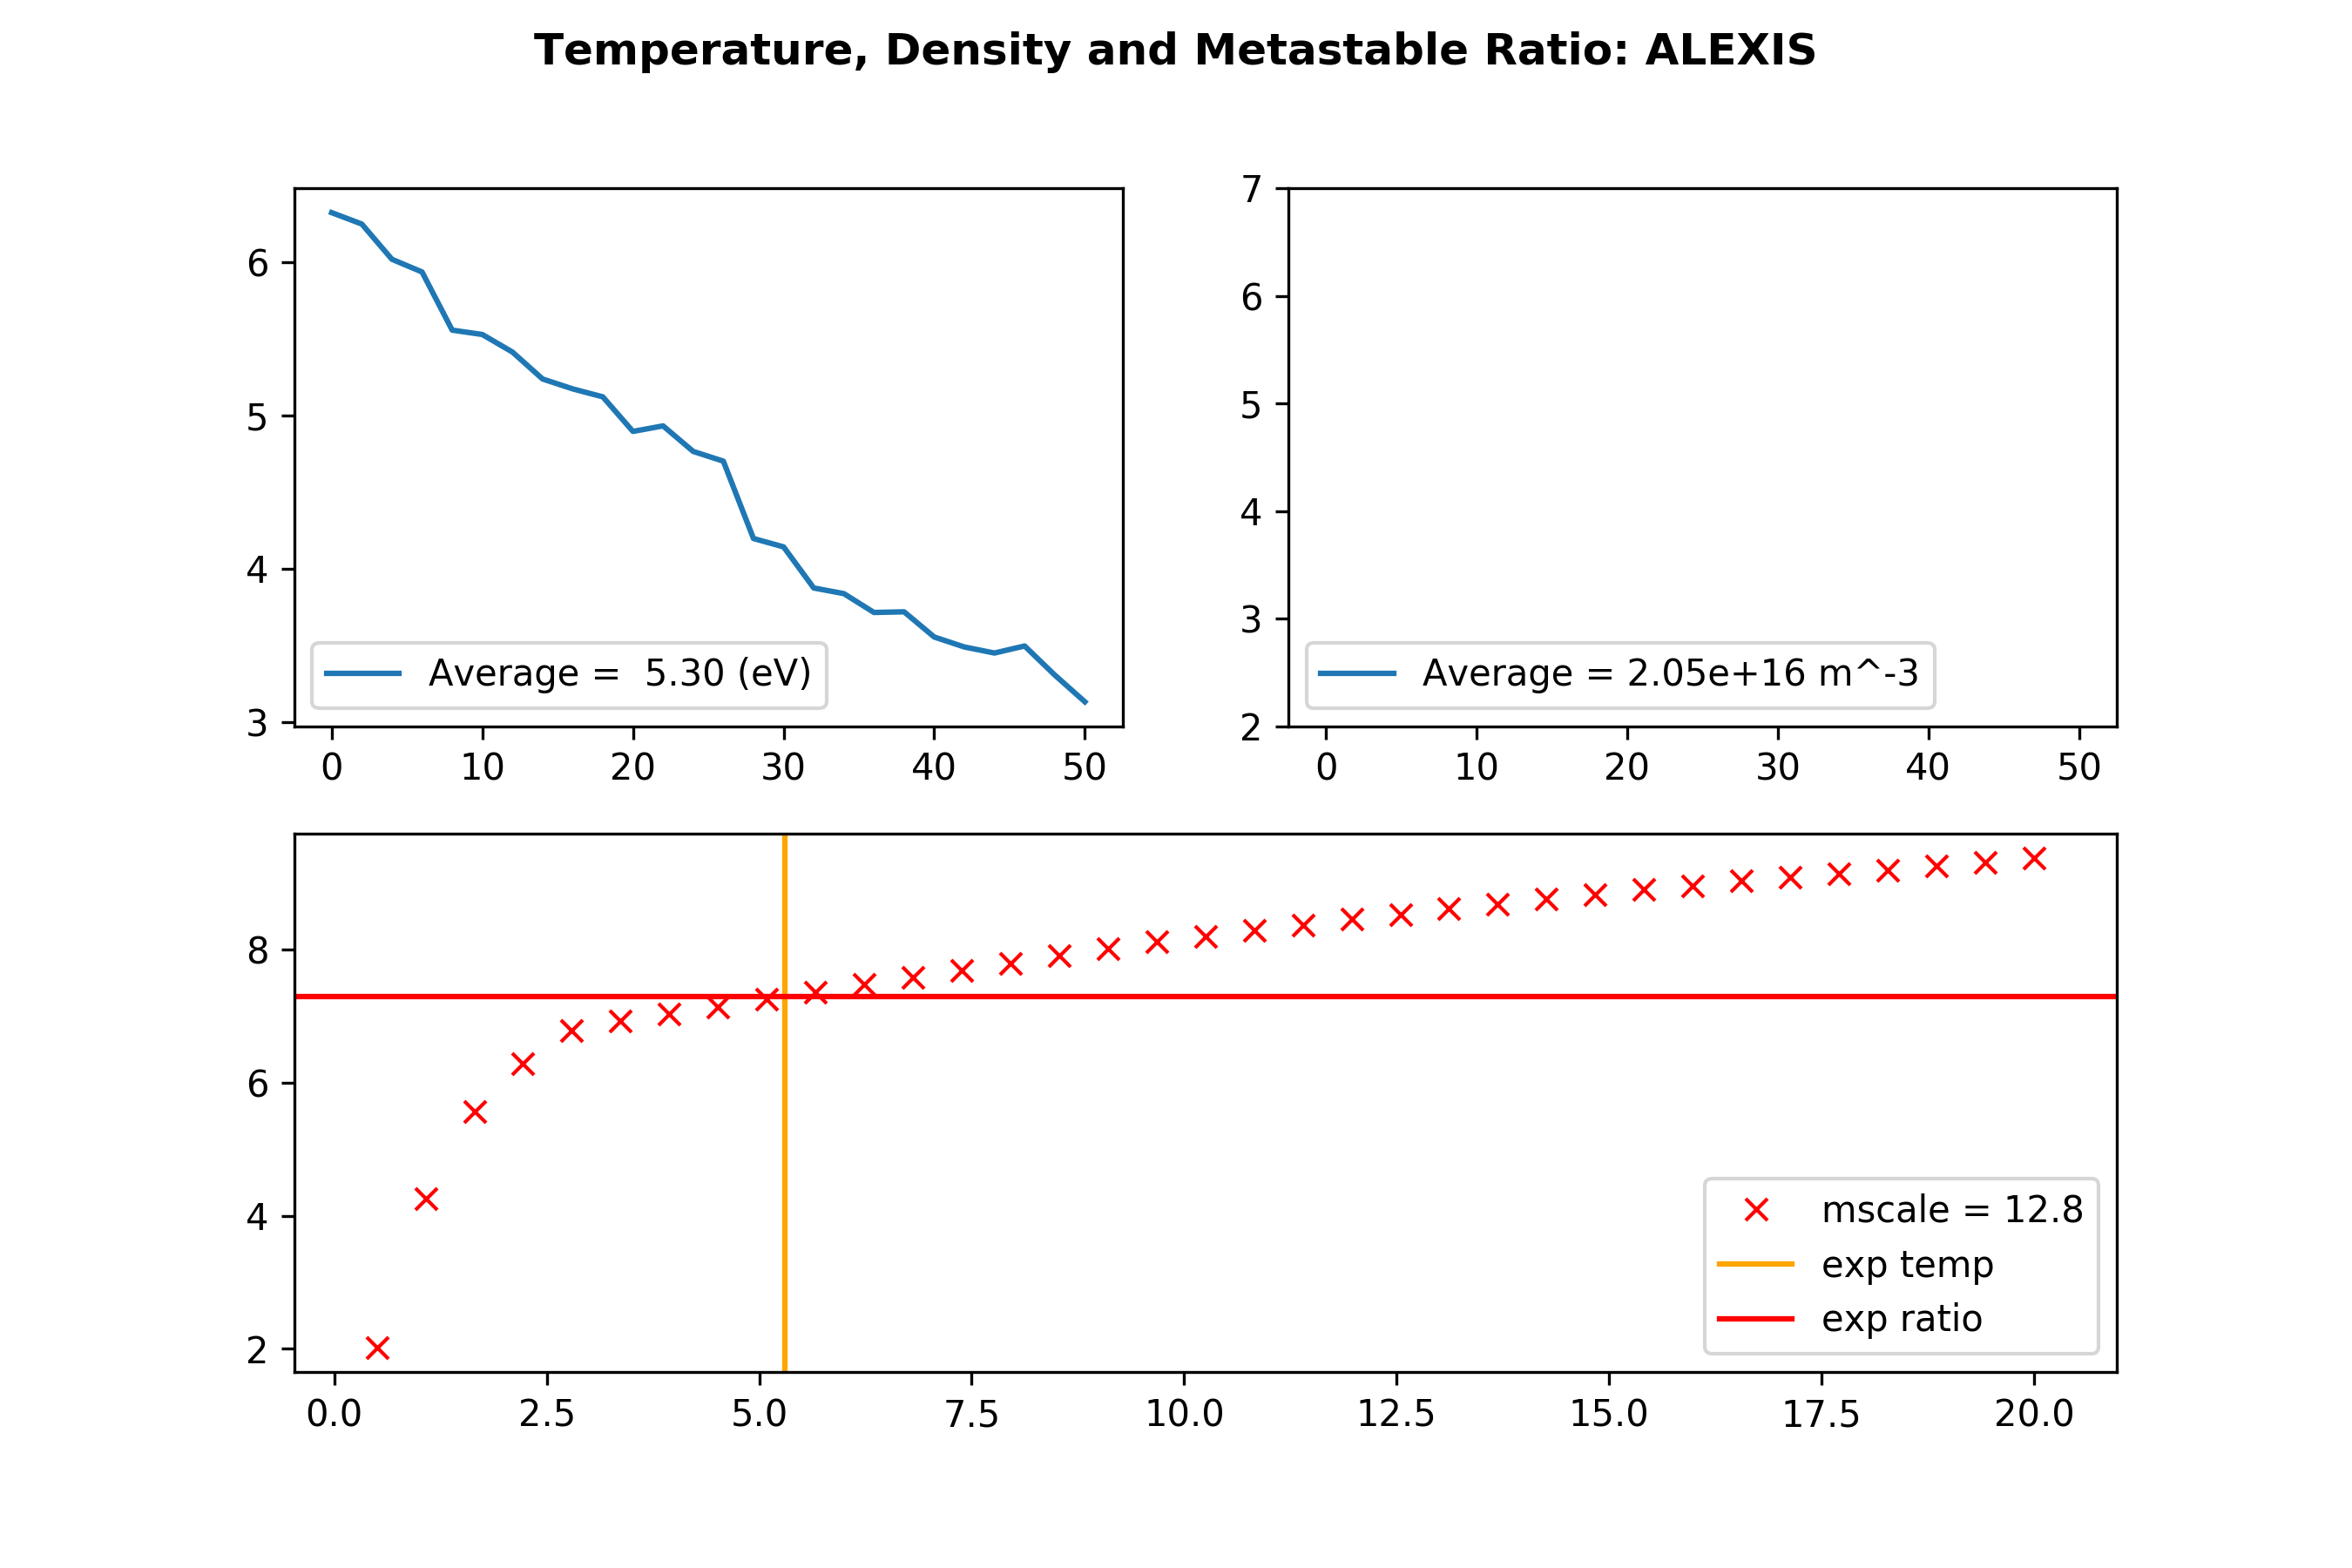 Temperature, Density and Metastable Ratio: ALEXIS
6
5
4
3
Average =  5.30 (eV)
0 10 20 30 40 50
7
6
5
4
3
2
Average = 2.05e+16 m^-3
0 10 20 30 40 50
8
6
4
2
mscale = 12.8
exp temp
exp ratio
0.0 2.5 5.0 7.5 10.0 12.5 15.0 17.5 20.0